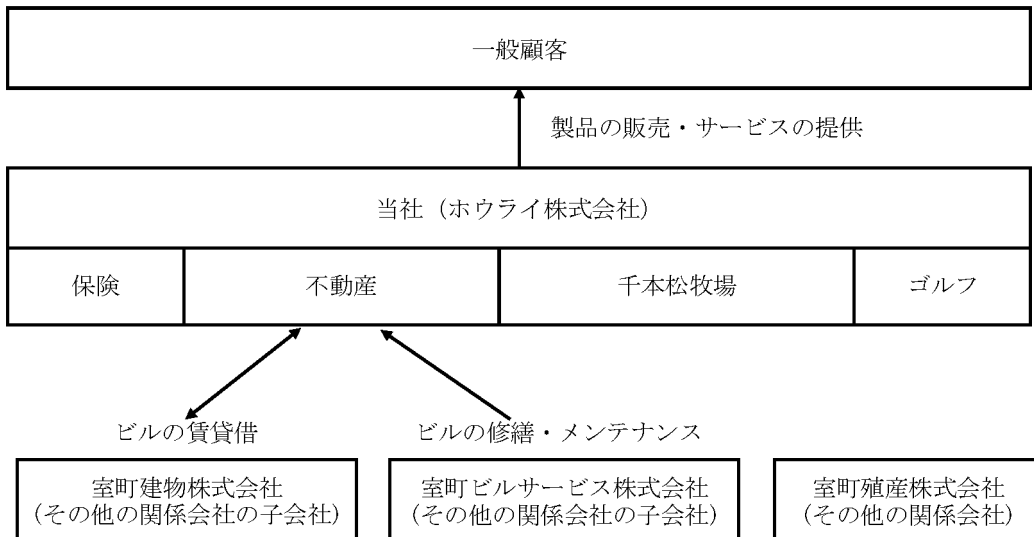 一般顧客
製品の販売・サービスの提供
当社（ホウライ株式会社）
保険
不動産
千本松牧場
ゴルフ
ビルの賃貸借
ビルの修繕・メンテナンス
室町建物株式会社
（その他の関係会社の子会社）
室町ビルサービス株式会社
（その他の関係会社の子会社）
室町殖産株式会社
（その他の関係会社）